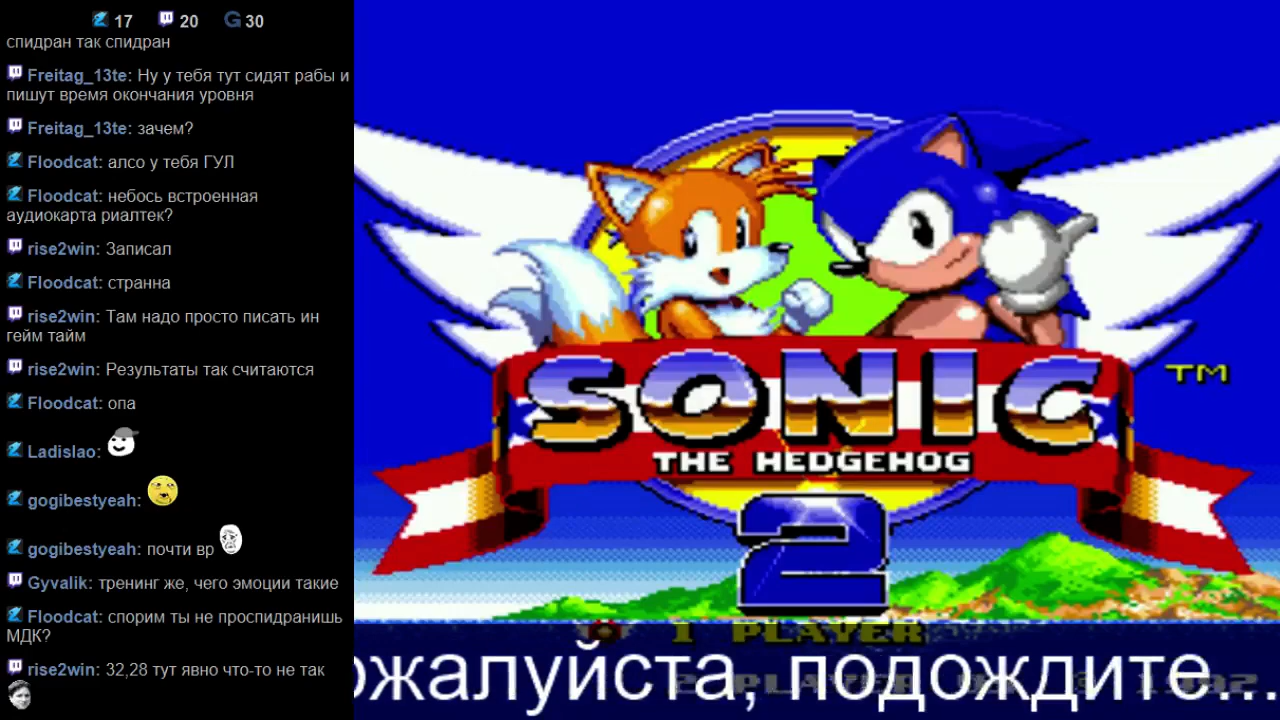 17 20 30
спидран так спидран
Freitag_13te: Ну у тебя тут сидят рабы и
пишут время окончания уровня
Freitag_13te: зачем?
Floodcat: алсо у тебя ГУЛ
Floodcat: небось встроенная
аудиокарта риалтек?
rise2win: Записал
Floodcat: странна
rise2win: Там надо просто писать ин
гейм тайм
rise2win: Результаты так считаются
Floodcat: опа
Ladislao:
gogibestyeah:
gogibestyeah: почти вр
Gyvalik: тренинг же, чего эмоции такие
Floodcat: спорим ты не проспидранишь
МДК?
rise2win: 32,28 тут явно что-то не так
SONIC
TM
THE HEDGEHOG
2
1 PLAYER
ожалуйста, подождите...
2 PLAYER